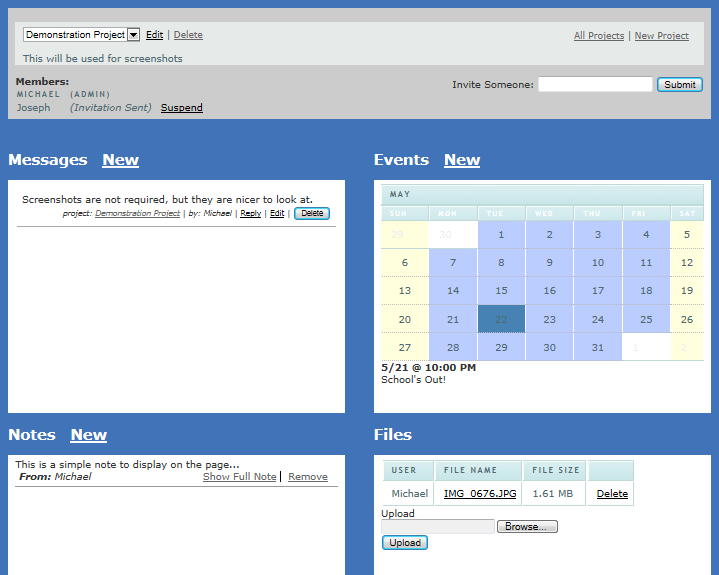 Demonstration Project Edit | Delete All Projects | New Project
This will be used for screenshots
Members:
MICHAEL (ADMIN)
Joseph (Invitation Sent) Suspend
Invite Someone: Submit
Messages New
Screenshots are not required, but they are nicer to look at.
project: Demonstration Project | by: Michael | Reply | Edit | Delete
Events New
MAY
SUN MON TUE WED THU FRI SAT
29 30 1 2 3 4 5
6 7 8 9 10 11 12
13 14 15 16 17 18 19
20 21 22 23 24 25 26
27 28 29 30 31 1 2
5/21 @ 10:00 PM
School's Out!
Notes New
This is a simple note to display on the page...
From: Michael Show Full Note | Remove
Files
USER FILE NAME FILE SIZE
Michael IMG_0676.JPG 1.61 MB Delete
Upload
Browse...
Upload